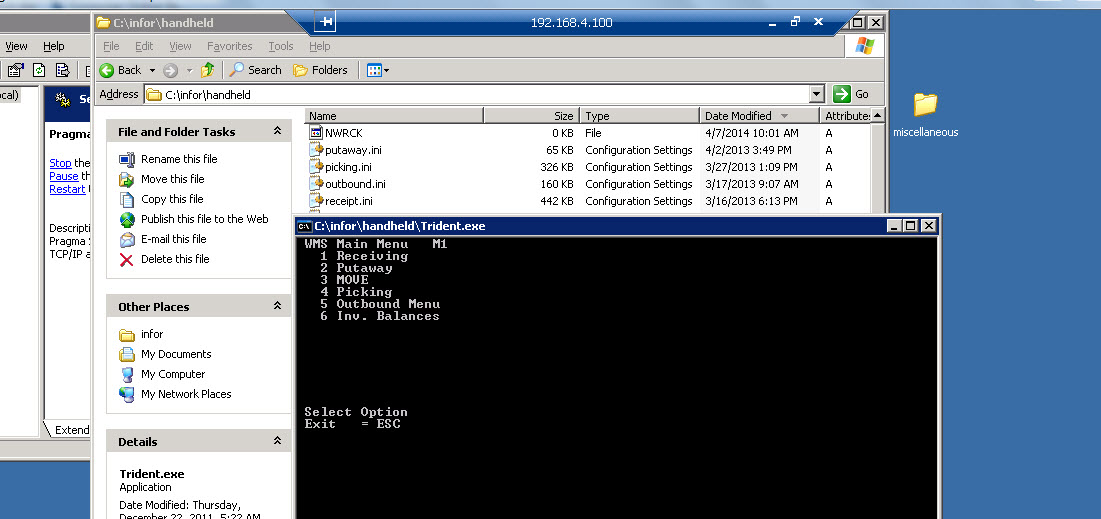 C:\infor\handheld
192.168.4.100
View Help
File Edit View Favorites Tools Help
Back Search Folders
Address C:\infor\handheld Go
Name Size Type Date Modified Attributes
NWRCK 0 KB File 4/7/2014 10:01 AM A
putaway.ini 65 KB Configuration Settings 4/2/2013 3:49 PM A
picking.ini 326 KB Configuration Settings 3/27/2013 1:09 PM A
outbound.ini 160 KB Configuration Settings 3/17/2013 9:07 AM A
receipt.ini 442 KB Configuration Settings 3/16/2013 6:13 PM A
miscellaneous
ocal)
Se
Pragma
Stop the
Pause th
Restart
Descripti
Pragma S
TCP/IP a
Extend
File and Folder Tasks
Rename this file
Move this file
Copy this file
Publish this file to the Web
E-mail this file
Delete this file
Other Places
infor
My Documents
My Computer
My Network Places
Details
Trident.exe
Application
Date Modified: Thursday,
December 22, 2011, 5:22 AM
C:\infor\handheld\Trident.exe
WMS Main Menu M1
1 Receiving
2 Putaway
3 MOVE
4 Picking
5 Outbound Menu
6 Inv. Balances
Select Option
Exit = ESC